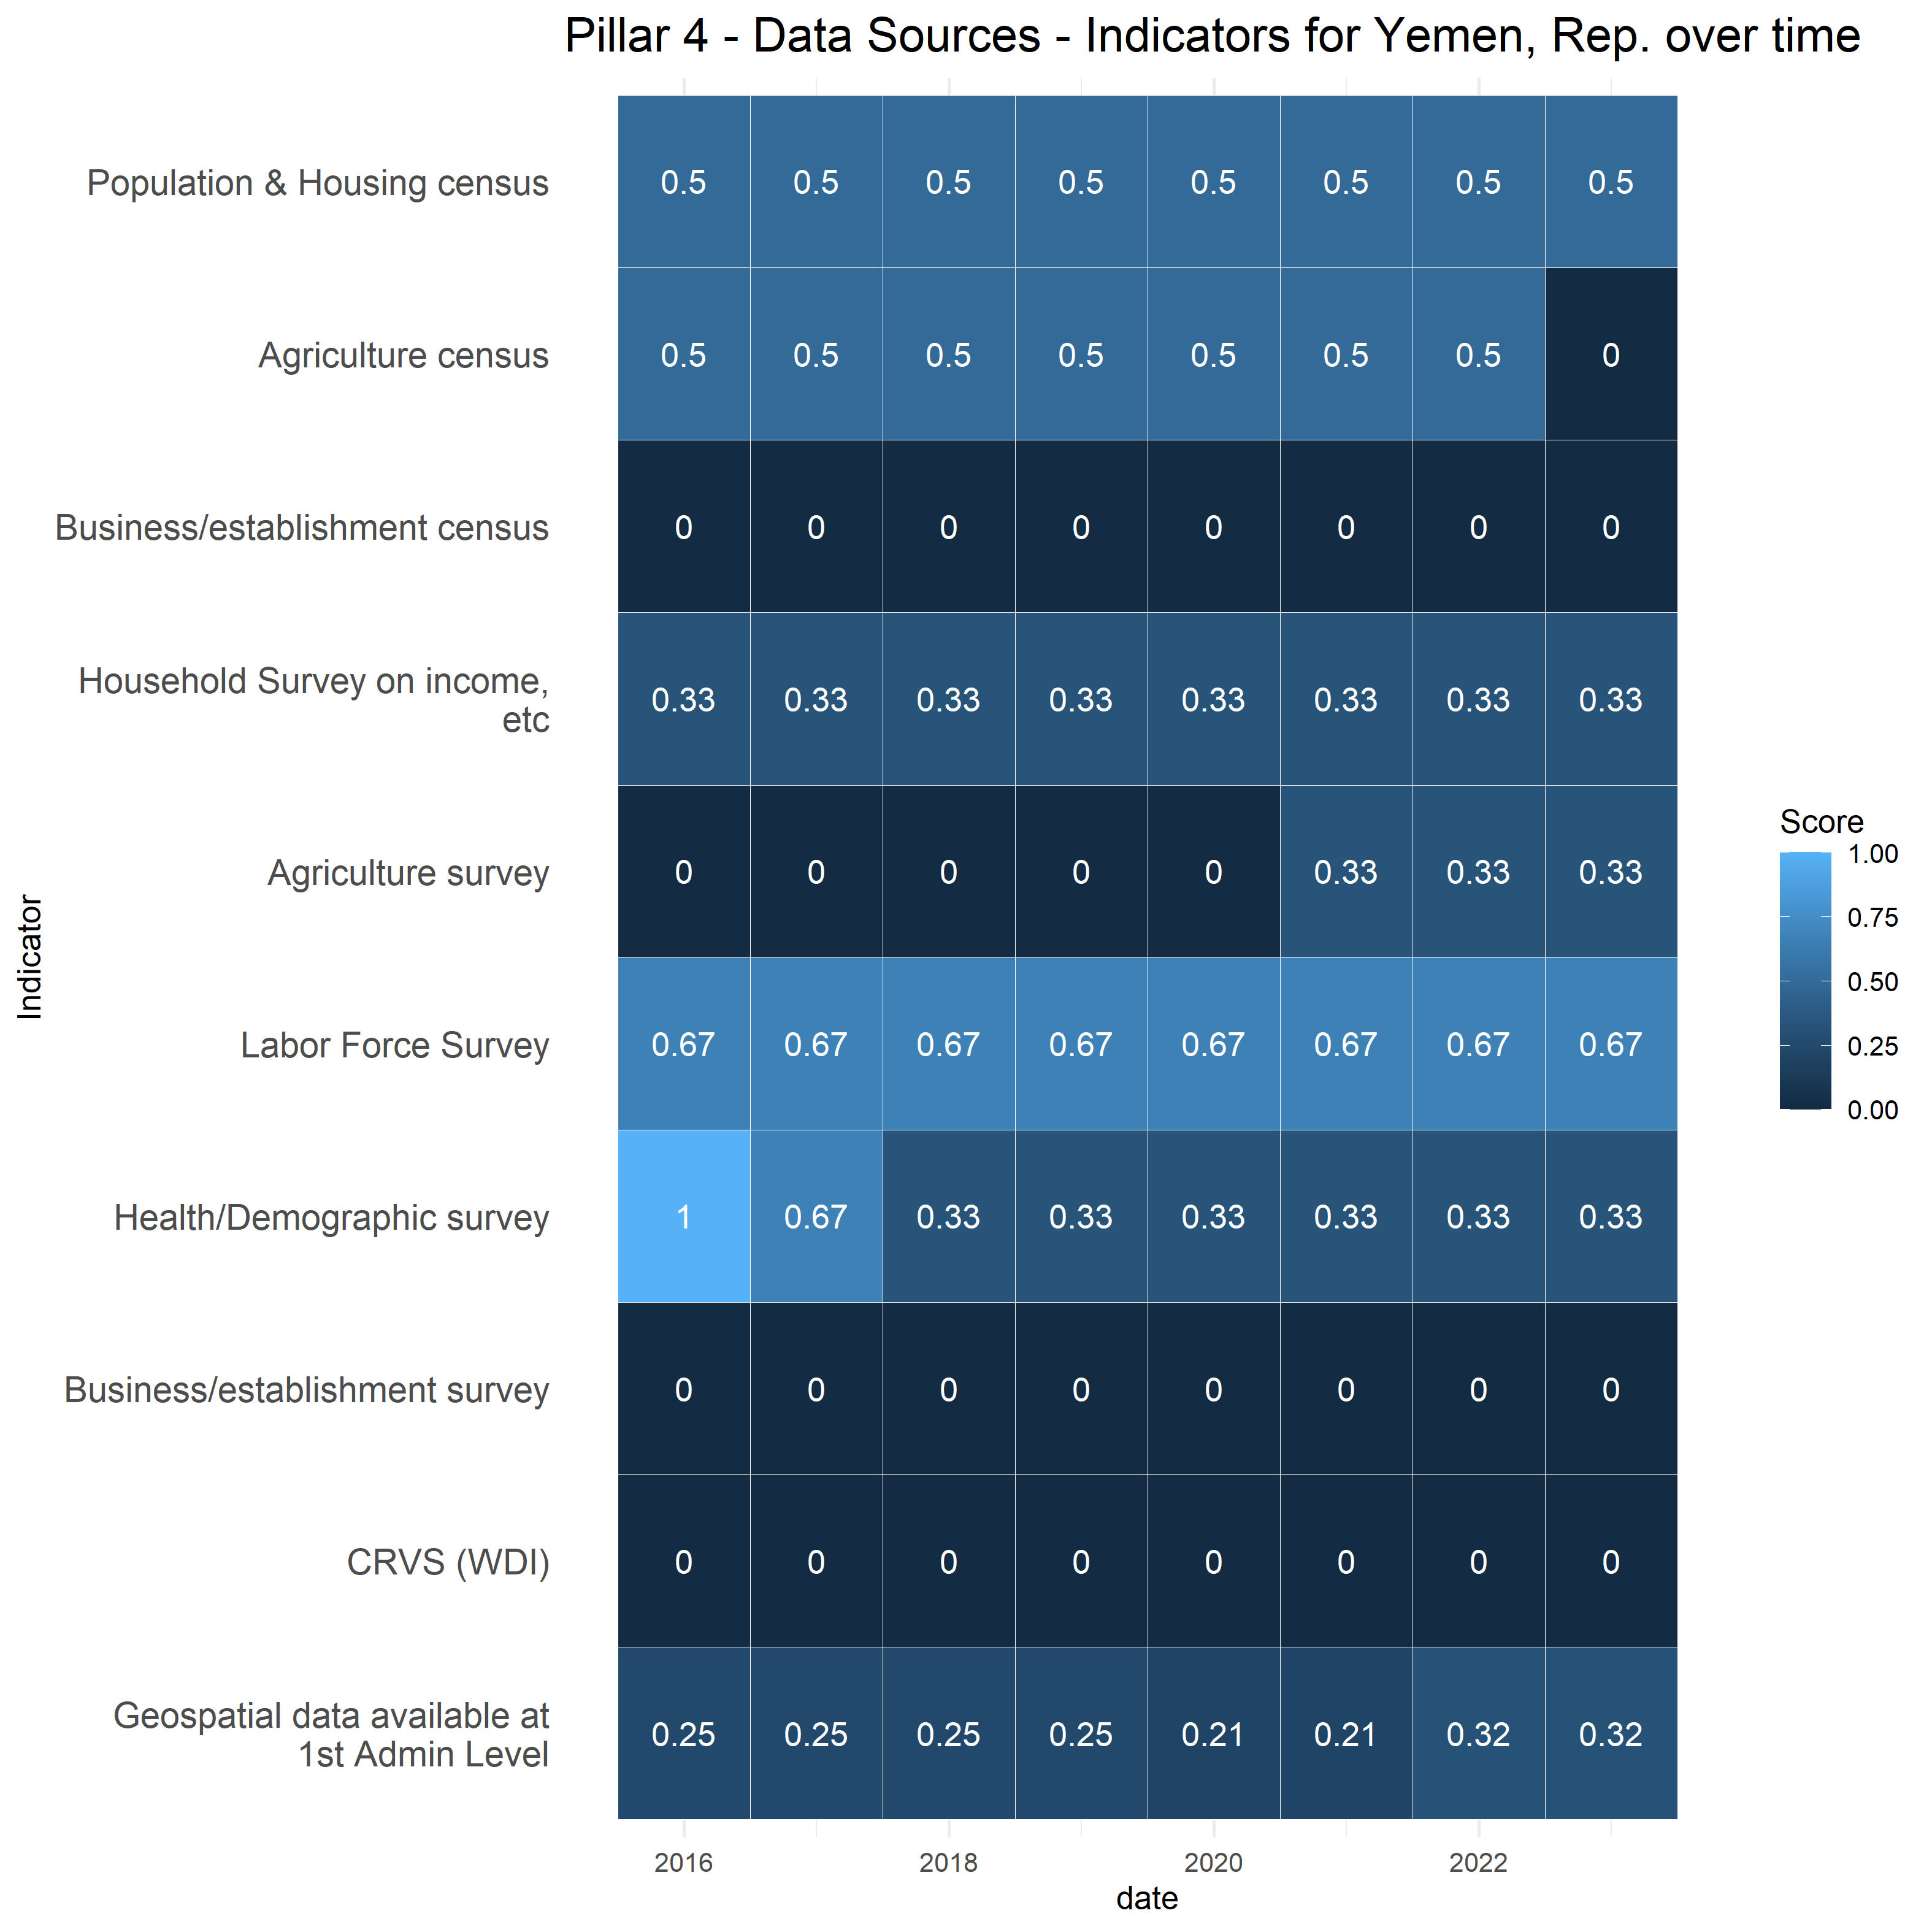 Pillar 4 - Data Sources - Indicators for Yemen, Rep. over time
Population & Housing census
0.5 0.5 0.5 0.5 0.5 0.5 0.5 0.5
Agriculture census
0.5 0.5 0.5 0.5 0.5 0.5 0.5 0
Business/establishment census
0 0 0 0 0 0 0 0
Household Survey on income,
etc
0.33 0.33 0.33 0.33 0.33 0.33 0.33 0.33
Agriculture survey
0 0 0 0 0 0.33 0.33 0.33
Labor Force Survey
0.67 0.67 0.67 0.67 0.67 0.67 0.67 0.67
Health/Demographic survey
1 0.67 0.33 0.33 0.33 0.33 0.33 0.33
Business/establishment survey
0 0 0 0 0 0 0 0
CRVS (WDI)
0 0 0 0 0 0 0 0
Geospatial data available at
1st Admin Level
0.25 0.25 0.25 0.25 0.21 0.21 0.32 0.32
2016 2018 2020 2022
date
Indicator
Score
1.00
0.75
0.50
0.25
0.00